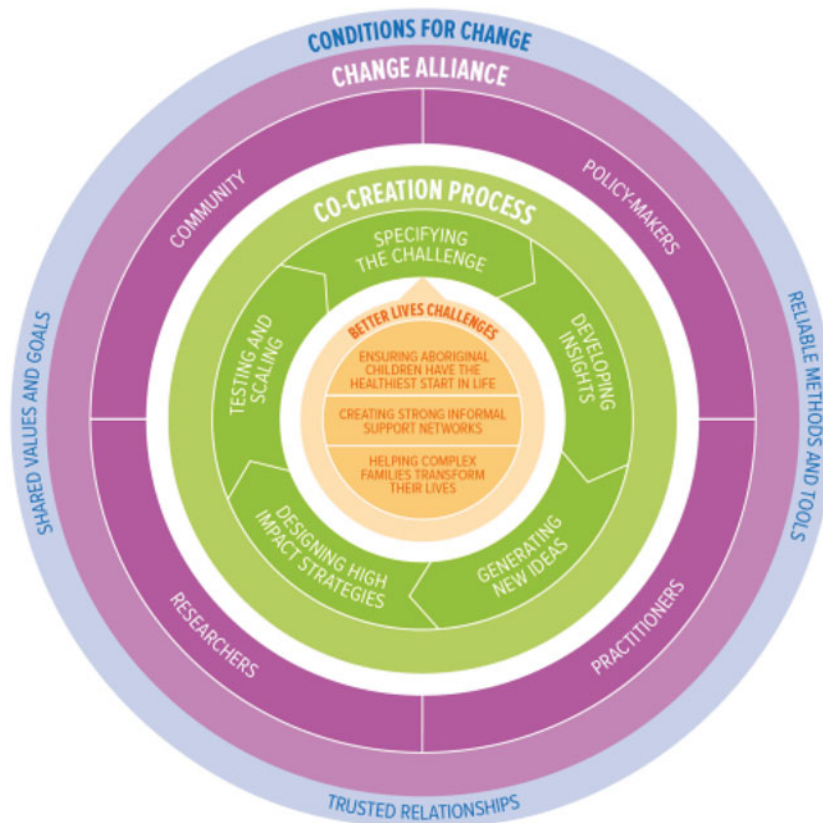 CONDITIONS FOR CHANGE
CHANGE ALLIANCE
COMMUNITY
POLICY-MAKERS
CO-CREATION PROCESS
SPECIFYING
THE CHALLENGE
TESTING AND
SCALING
DEVELOPING
INSIGHTS
BETTER LIVES CHALLENGES
ENSURING ABORIGINAL
CHILDREN HAVE THE
HEALTHIEST START IN LIFE
CREATING STRONG INFORMAL
SUPPORT NETWORKS
HELPING COMPLEX
FAMILIES TRANSFORM
THEIR LIVES
SHARED VALUES AND GOALS
RELIABLE METHODS AND TOOLS
DESIGNING HIGH
IMPACT STRATEGIES
GENERATING
NEW IDEAS
RESEARCHERS
PRACTITIONERS
TRUSTED RELATIONSHIPS